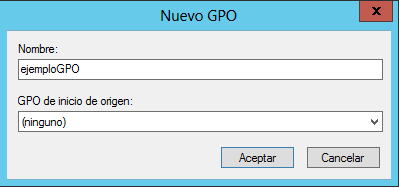 Nuevo GPO
x
Nombre:
ejemploGPO
GPO de inicio de origen:
(ninguno)
Aceptar
Cancelar